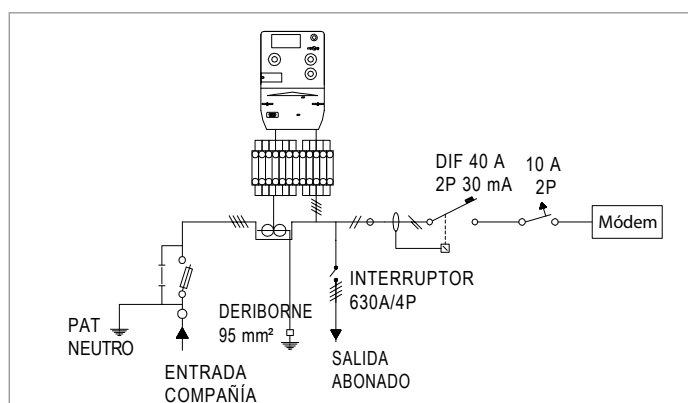 DIF 40 A
2P 30 mA
10 A
2P
Módem
INTERRUPTOR
630A/4P
DERIBORNE
95 mm²
PAT
NEUTRO
ENTRADA
COMPAÑÍA
SALIDA
ABONADO